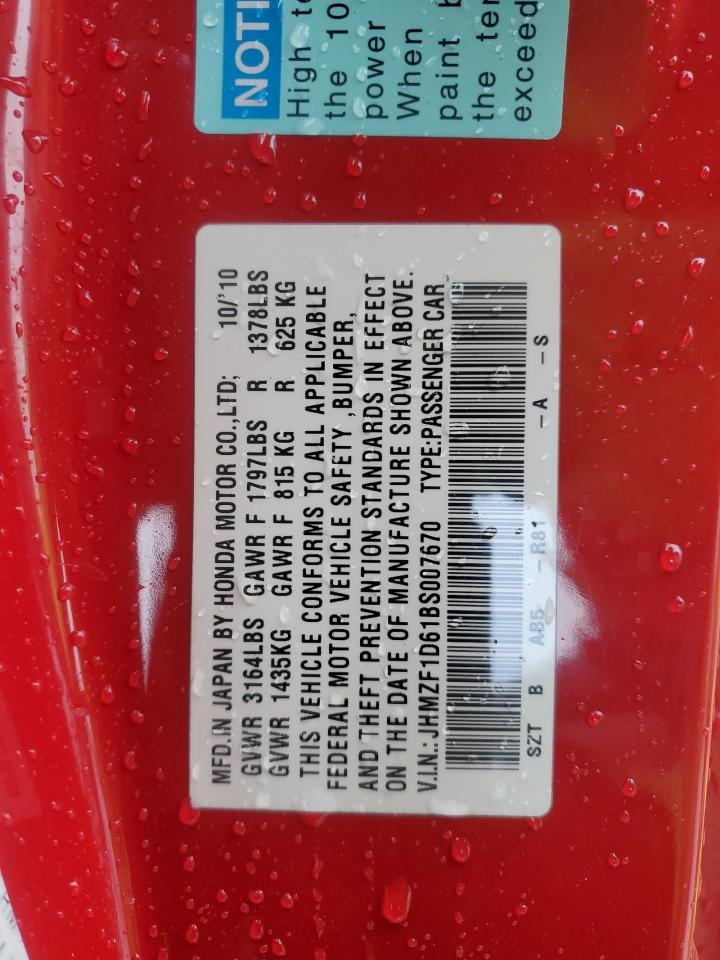 NOTI
High te
the 10
power
When
paint b
the ter
exceed
MFD.IN JAPAN BY HONDA MOTOR CO.,LTD; 10/'10
GVWR 3164LBS GAWR F 1797LBS R 1378LBS
GVWR 1435KG GAWR F 815 KG R 625 KG
THIS VEHICLE CONFORMS TO ALL APPLICABLE
FEDERAL MOTOR VEHICLE SAFETY ,BUMPER,
AND THEFT PREVENTION STANDARDS IN EFFECT
ON THE DATE OF MANUFACTURE SHOWN ABOVE.
V.I.N.: JHMZF1D61BS007670 TYPE:PASSENGER CAR
SZT B AB5 -R81 -A -S